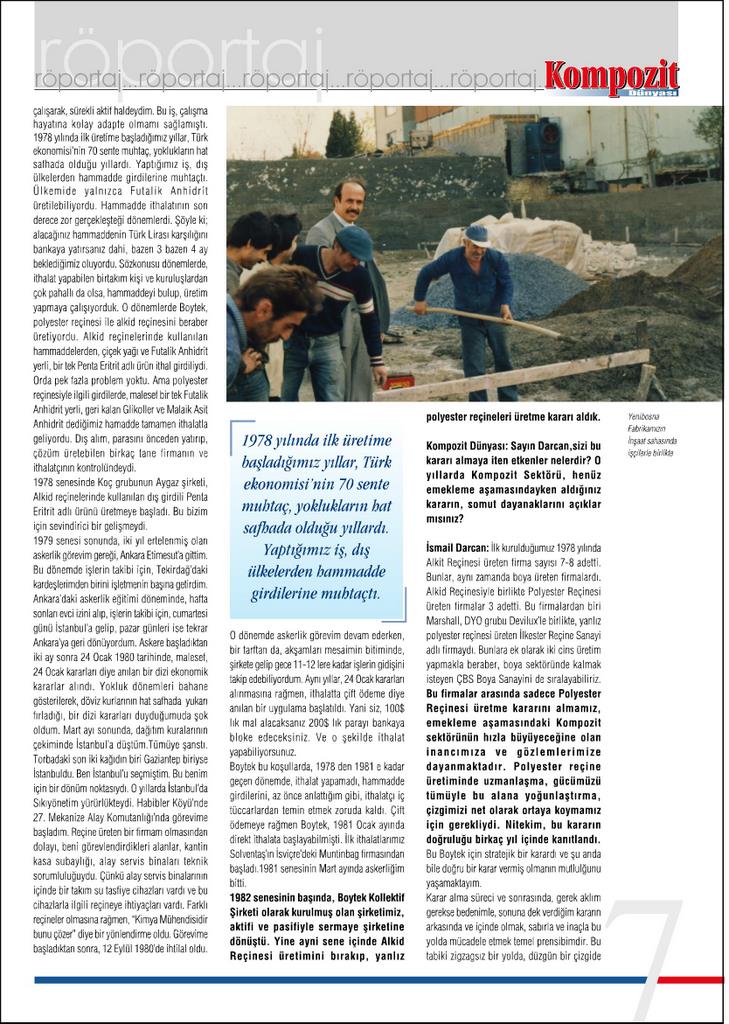 röportaj
röportaj...röportaj...röportaj...röportaj...röportaj
Kompozit
Dünyası
çalışarak, sürekli aktif haldeydim. Bu iş, çalışma
hayatına kolay adapte olmamı sağlamıştı.
1978 yılında ilk üretime başladığımız yıllar, Türk
ekonomisi'nin 70 sente muhtaç, yoklukların hat
safhada olduğu yıllardı. Yaptığımız iş, dış
ülkelerden hammadde girdilerine muhtaçtı.
Ülkemide yalnızca Futalik Anhidrit
üretilebiliyordu. Hammadde ithalatının son
derece zor gerçekleşteği dönemlerdi. Şöyle ki;
alacağınız hammaddenin Türk Lirası karşılığını
bankaya yatırsanız dahi, bazen 3 bazen 4 ay
beklediğimiz oluyordu. Sözkonusu dönemlerde,
ithalat yapabilen birtakım kişi ve kuruluşlardan
çok pahallı da olsa, hammaddeyi bulup, üretim
yapmaya çalışıyorduk. O dönemlerde Boytek,
polyester reçinesi ile alkid reçinesini beraber
üretiyordu. Alkid reçinelerinde kullanılan
hammaddelerden, çiçek yağı ve Futalik Anhidrit
yerli, bir tek Penta Eritrit adlı ürün ithal girdiliydi.
Orda pek fazla problem yoktu. Ama polyester
reçinesiyle ilgili girdilerde, malesef bir tek Futalik
Anhidrit yerli, geri kalan Glikoller ve Malaik Asit
Anhidrit dediğimiz hamadde tamamen ithalatla
geliyordu. Dış alım, parasını önceden yatırıp,
çözüm üretebilen birkaç tane firmanın ve
ithalatçının kontrolündeydi.
1978 senesinde Koç grubunun Aygaz şirketi,
Alkid reçinelerinde kullanılan dış girdili Penta
Eritrit adlı ürünü üretmeye başladı. Bu bizim
için sevindirici bir gelişmeydi.
1979 senesi sonunda, iki yıl ertelenmiş olan
askerlik görevim gereği, Ankara Etimesut'a gittim.
Bu dönemde işlerin takibi için, Tekirdağ'daki
kardeşlerimden birini işletmenin başına getirdim.
Ankara'daki askerlik eğitimi döneminde, hafta
sonları evci izini alıp, işlerin takibi için, cumartesi
günü İstanbul'a gelip, pazar günleri ise tekrar
Ankara'ya geri dönüyordum. Askere başladıktan
iki ay sonra 24 Ocak 1980 tarihinde, malesef,
24 Ocak kararları diye anılan bir dizi ekonomik
kararlar alındı. Yokluk dönemleri bahane
gösterilerek, döviz kurlarının hat safhada yukarı
fırladığı, bir dizi kararları duyduğumuda şok
oldum. Mart ayı sonunda, dağıtım kuralarının
çekiminde İstanbul'a düştüm.Tümüye şanstı.
Torbadaki son iki kağıdın biri Gaziantep biriyse
İstanbuldu. Ben İstanbul'u seçmiştim. Bu benim
için bir dönüm noktasıydı. O yıllarda İstanbul'da
Sıkıyönetim yürürlükteydi. Habibler Köyü'nde
27. Mekanize Alay Komutanlığı'nda görevime
başladım. Reçine üreten bir firmam olmasından
dolayı, beni görevlendirdikleri alanlar, kantin
kasa subaylığı, alay servis binaları teknik
sorumluluğuydu. Çünkü alay servis binalarının
içinde bir takım su tasfiye cihazları vardı ve bu
cihazlarla ilgili reçineye ihtiyaçları vardı. Farklı
reçineler olmasına rağmen, "Kimya Mühendisidir
bunu çözer" diye bir yönlendirme oldu. Görevime
başladıktan sonra, 12 Eylül 1980'de ihtilal oldu.
1978 yılında ilk üretime
başladığımız yıllar, Türk
ekonomisi'nin 70 sente
muhtaç, yoklukların hat
safhada olduğu yıllardı.
Yaptığımız iş, dış
ülkelerden hammadde
girdilerine muhtaçtı.
O dönemde askerlik görevim devam ederken,
bir tarftan da, akşamları mesaimin bitiminde,
şirkete gelip gece 11-12 lere kadar işlerin gidişini
takip edebiliyordum. Aynı yıllar, 24 Ocak kararları
alınmasına rağmen, ithalatta çift ödeme diye
anılan bir uygulama başlatıldı. Yani siz, 100$
lık mal alacaksanız 200$ lık parayı bankaya
bloke edeceksiniz. Ve o şekilde ithalat
yapabiliyorsunuz.
Boytek bu koşullarda, 1978 den 1981 e kadar
geçen dönemde, ithalat yapamadı, hammadde
girdilerini, az önce anlattığım gibi, ithalatçı iç
tüccarlardan temin etmek zoruda kaldı. Çift
ödemeye rağmen Boytek, 1981 Ocak ayında
direkt ithalata başlayabilmişti. İlk ithalatlarımız
Solventaş'ın İsviçre'deki Muntinbag firmasından
başladı.1981 senesinin Mart ayında askerliğim
bitti.
1982 senesinin başında, Boytek Kollektif
Şirketi olarak kurulmuş olan şirketimiz,
aktifi ve pasifiyle sermaye şirketine
dönüştü. Yine ayni sene içinde Alkid
Reçinesi üretimini bırakıp, yanlız
polyester reçineleri üretme kararı aldık.
Kompozit Dünyası: Sayın Darcan,sizi bu
kararı almaya iten etkenler nelerdir? O
yıllarda Kompozit Sektörü, henüz
emekleme aşamasındayken aldığınız
kararın, somut dayanaklarını açıklar
mısınız?
İsmail Darcan: İlk kurulduğumuz 1978 yılında
Alkit Reçinesi üreten firma sayısı 7-8 adetti.
Bunlar, aynı zamanda boya üreten firmalardı.
Alkid Reçinesiyle birlikte Polyester Reçinesi
üreten firmalar 3 adetti. Bu firmalardan biri
Marshall, DYO grubu Devilux'le birlikte, yanlız
polyester reçinesi üreten İlkester Reçine Sanayi
adlı firmaydı. Bunlara ek olarak iki cins üretim
yapmakla beraber, boya sektöründe kalmak
isteyen ÇBS Boya Sanayini de sıralayabiliriz.
Bu firmalar arasında sadece Polyester
Reçinesi üretme kararını almamız,
emekleme aşamasındaki Kompozit
sektörünün hızla büyüyeceğine olan
inancımıza ve gözlemlerimize
dayanmaktadır. Polyester reçine
üretiminde uzmanlaşma, gücümüzü
tümüyle bu alana yoğunlaştırma,
çizgimizi net olarak ortaya koymamız
için gerekliydi. Nitekim, bu kararın
doğruluğu birkaç yıl içinde kanıtlandı.
Bu Boytek için stratejik bir karardı ve şu anda
bile doğru bir karar vermiş olmanın mutlulğunu
yaşamaktayım.
Karar alma süreci ve sonrasında, gerek aklım
gerekse bedenimle, sonuna dek verdiğim kararın
arkasında ve içinde olmak, sabırla ve inaçla bu
yolda mücadele etmek temel prensibimdir. Bu
tabiki zigzagsız bir yolda, düzgün bir çizgide
Yenibosna
Fabrikamızın
İnşaat sahasında
işçilerle birlikte
7